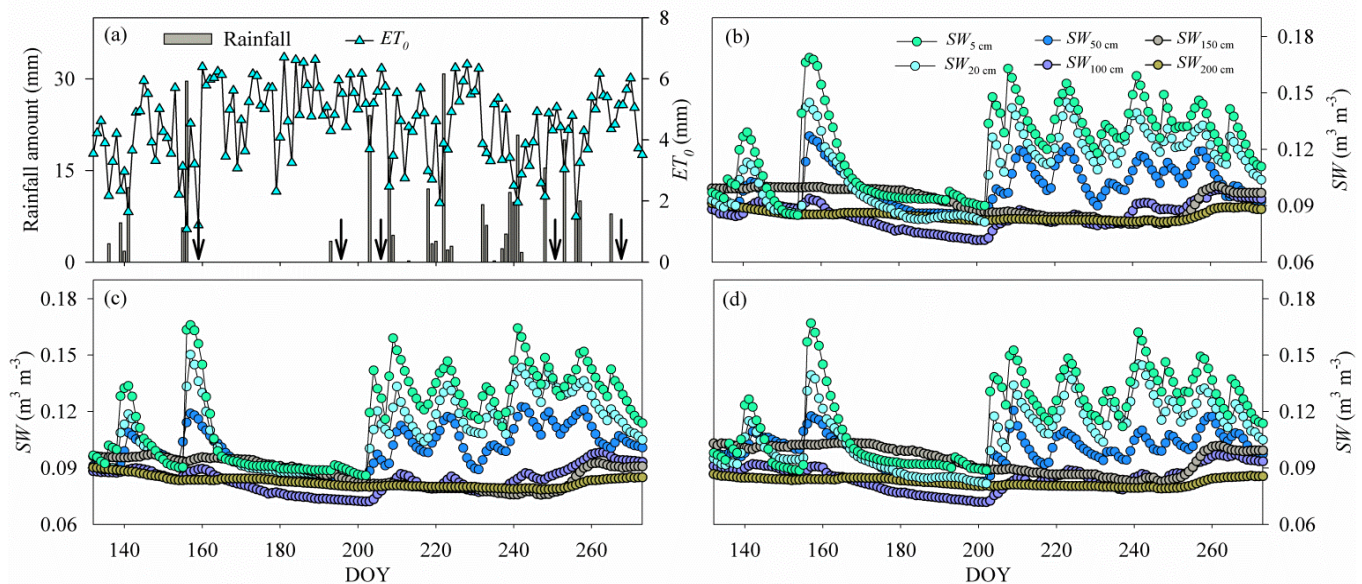 (a)
Rainfall
ET0
30
15
0
Rainfall amount (mm)
8
6
4
2
0
ET0 (mm)
(b)
SW5 cm
SW50 cm
SW150 cm
SW20 cm
SW100 cm
SW200 cm
0.18
0.15
0.12
0.09
0.06
SW (m3 m-3)
(c)
0.18
0.15
0.12
0.09
0.06
SW (m3 m-3)
140 160 180 200 220 240 260
DOY
(d)
0.18
0.15
0.12
0.09
0.06
SW (m3 m-3)
140 160 180 200 220 240 260
DOY